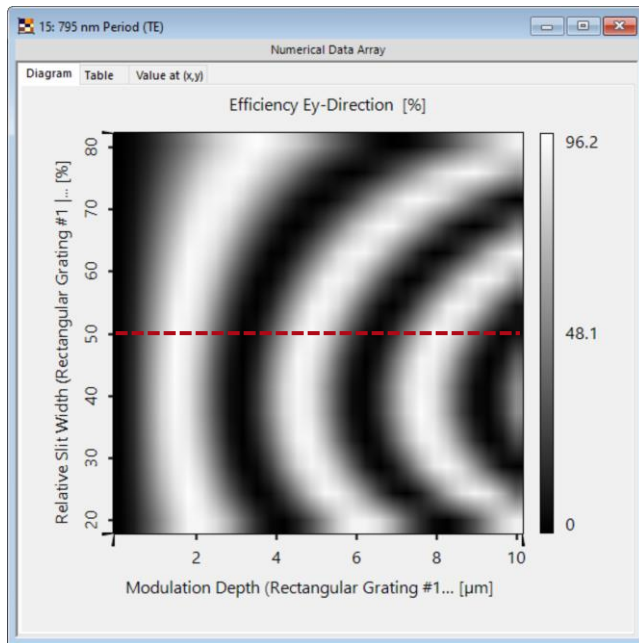 15: 795 nm Period (TE)
Numerical Data Array
Diagram Table Value at (x,y)
Efficiency Ey-Direction [%]
Relative Slit Width (Rectangular Grating #1 |... [%]
80
70
60
50
40
30
20
96.2
48.1
0
2 4 6 8 10
Modulation Depth (Rectangular Grating #1... [µm]